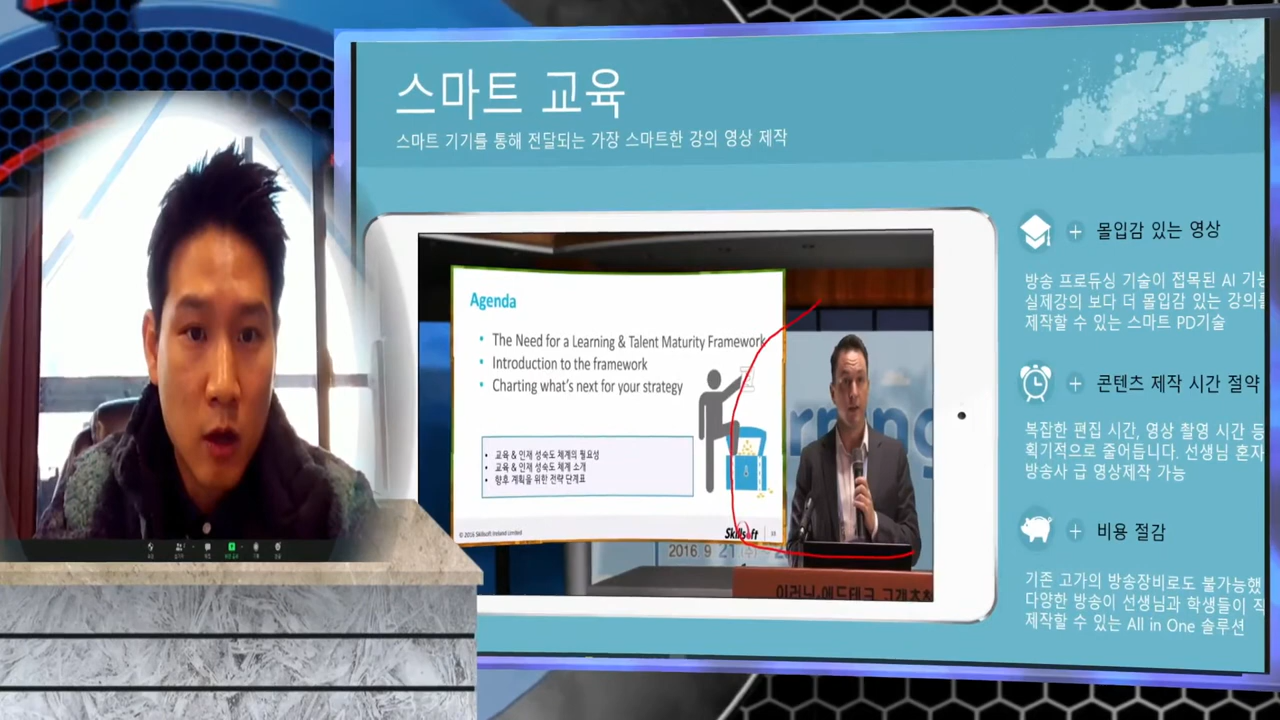 스마트 교육
스마트 기기를 통해 전달되는 가장 스마트한 강의 영상 제작
Agenda
• The Need for a Learning & Talent Maturity Framework
• Introduction to the framework
• Charting what's next for your strategy
• 교육 & 인재 성숙도 체계의 필요성
• 교육 & 인재 성숙도 체계 소개
• 향후 계획을 위한 전략 단계표
© 2016 Skillsoft Ireland Limited
Skillsoft
rning
2016 9 21
이러닝·에듀테크
+ 몰입감 있는 영상
방송 프로듀싱 기술이 접목된 AI 기능
실제강의 보다 더 몰입감 있는 강의를
제작할 수 있는 스마트 PD기술
+ 콘텐츠 제작 시간 절약
복잡한 편집 시간, 영상 촬영 시간 등
획기적으로 줄어듭니다. 선생님 혼자
방송사 급 영상제작 가능
+ 비용 절감
기존 고가의 방송장비로도 불가능했
다양한 방송이 선생님과 학생들이 직
제작할 수 있는 All in One 솔루션